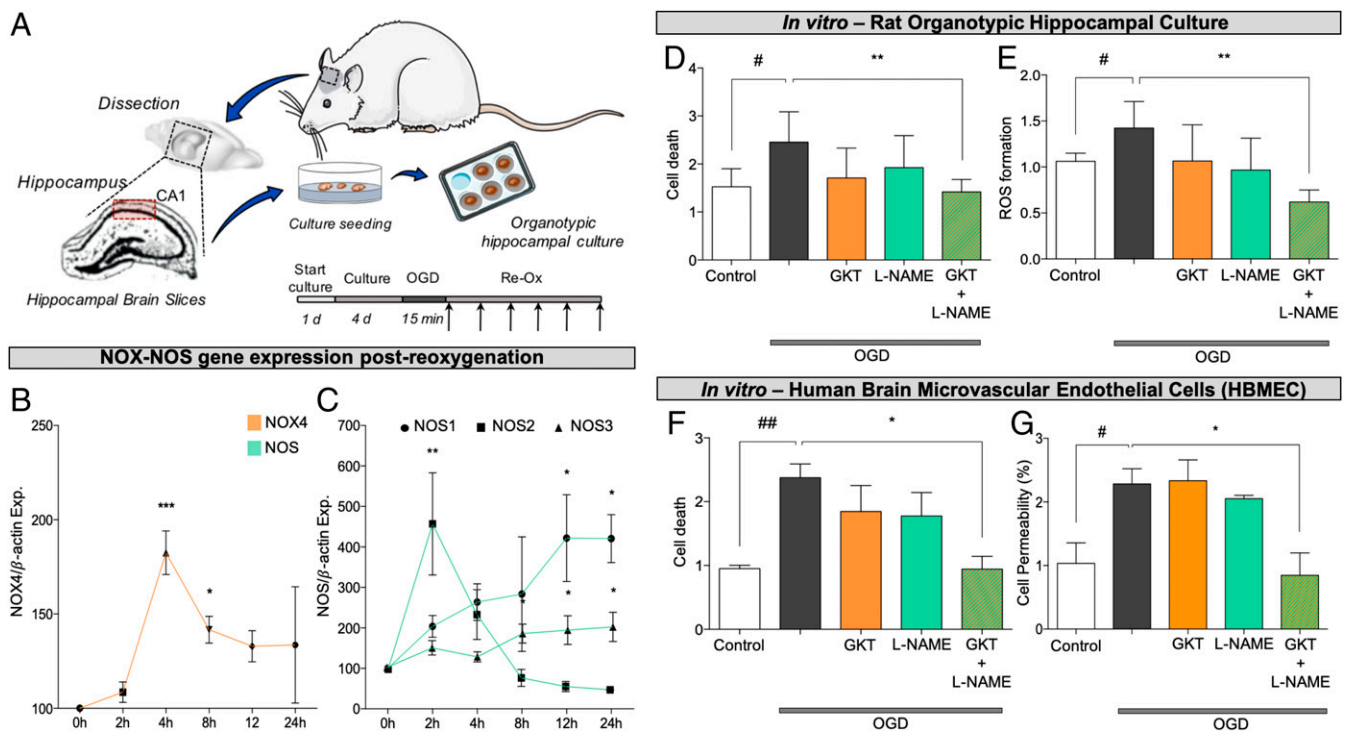 A
Dissection
Hippocampus
CA1
Hippocampal Brain Slices
Culture seeding
Organotypic
hippocampal culture
Start
culture
Culture
OGD
Re-Ox
1 d
4 d
15 min
NOX-NOS gene expression post-reoxygenation
B
NOX4
NOS
NOX4/β-actin Exp.
250
200
150
100
***
*
0h
2h
4h
8h
12
24h
C
NOS1
NOS2
NOS3
NOS/β-actin Exp.
700
600
500
400
300
200
100
0
**
*
*
*
*
*
0h
2h
4h
8h
12h
24h
In vitro – Rat Organotypic Hippocampal Culture
D
#
**
Cell death
4
3
2
1
0
Control
GKT
L-NAME
GKT
+
L-NAME
OGD
E
#
**
ROS formation
2.0
1.5
1.0
0.5
0.0
Control
GKT
L-NAME
GKT
+
L-NAME
OGD
In vitro – Human Brain Microvascular Endothelial Cells (HBMEC)
F
##
*
Cell death
3
2
1
0
Control
GKT
L-NAME
GKT
+
L-NAME
OGD
G
#
*
Cell Permeability (%)
3
2
1
0
Control
GKT
L-NAME
GKT
+
L-NAME
OGD